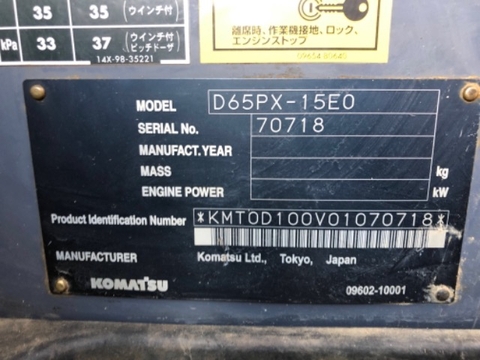 35 35 (ウインチ付)
kPa 33 37 (ウインチ付 ピッチドーザ
14X-98-35221
離席時、作業機接地、ロック、
エンジンストップ
MODEL D65PX-15E0
SERIAL No. 70718
MANUFACT.YEAR
MASS kg
ENGINE POWER kW
Product Identification Number *KMT0D100V01070718*
MANUFACTURER Komatsu Ltd., Tokyo, Japan
KOMATSU 09602-10001